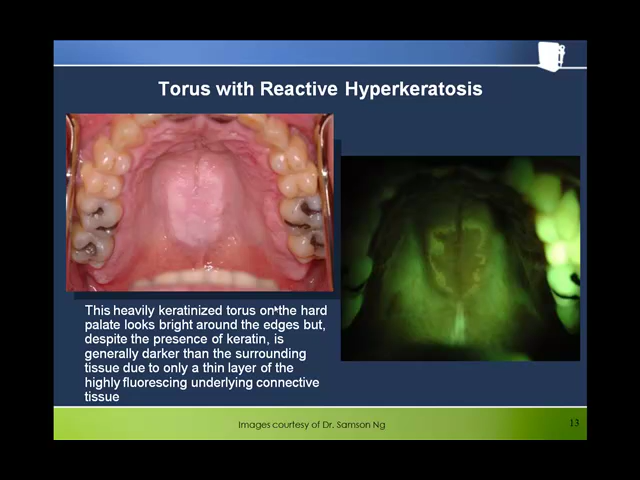 Torus with Reactive Hyperkeratosis
This heavily keratinized torus on the hard
palate looks bright around the edges but,
despite the presence of keratin, is
generally darker than the surrounding
tissue due to only a thin layer of the
highly fluorescing underlying connective
tissue
Images courtesy of Dr. Samson Ng
13